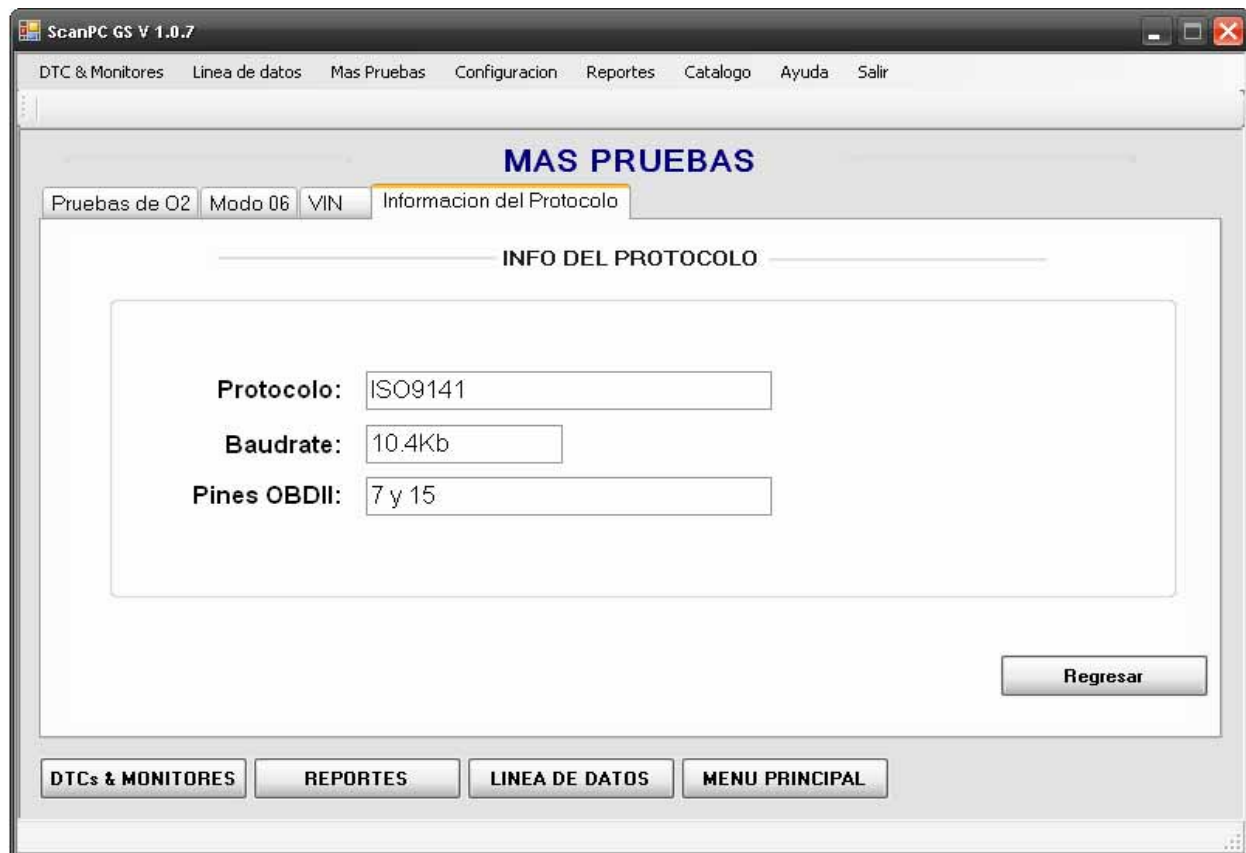 ScanPC GS V 1.0.7
DTC & Monitores Linea de datos Mas Pruebas Configuracion Reportes Catalogo Ayuda Salir
MAS PRUEBAS
Pruebas de O2 Modo 06 VIN Informacion del Protocolo
INFO DEL PROTOCOLO
Protocolo: ISO9141
Baudrate: 10.4Kb
Pines OBDII: 7 y 15
Regresar
DTCs & MONITORES REPORTES LINEA DE DATOS MENU PRINCIPAL